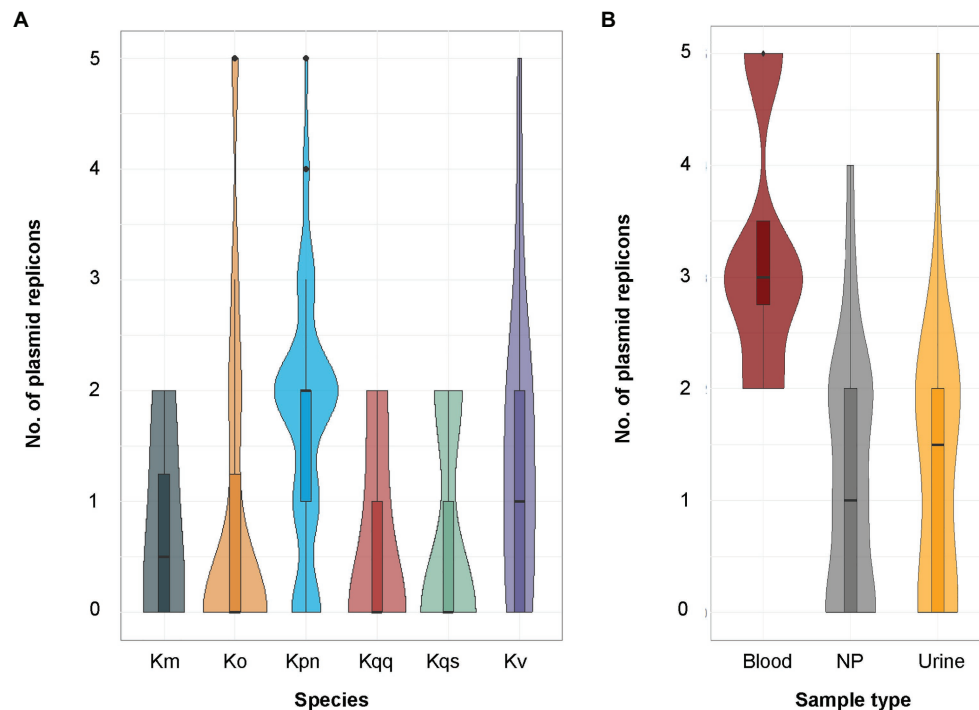 A
No. of plasmid replicons
5
4
3
2
1
0
Km Ko Kpn Kqq Kqs Kv
Species
B
No. of plasmid replicons
5
4
3
2
1
0
Blood NP Urine
Sample type